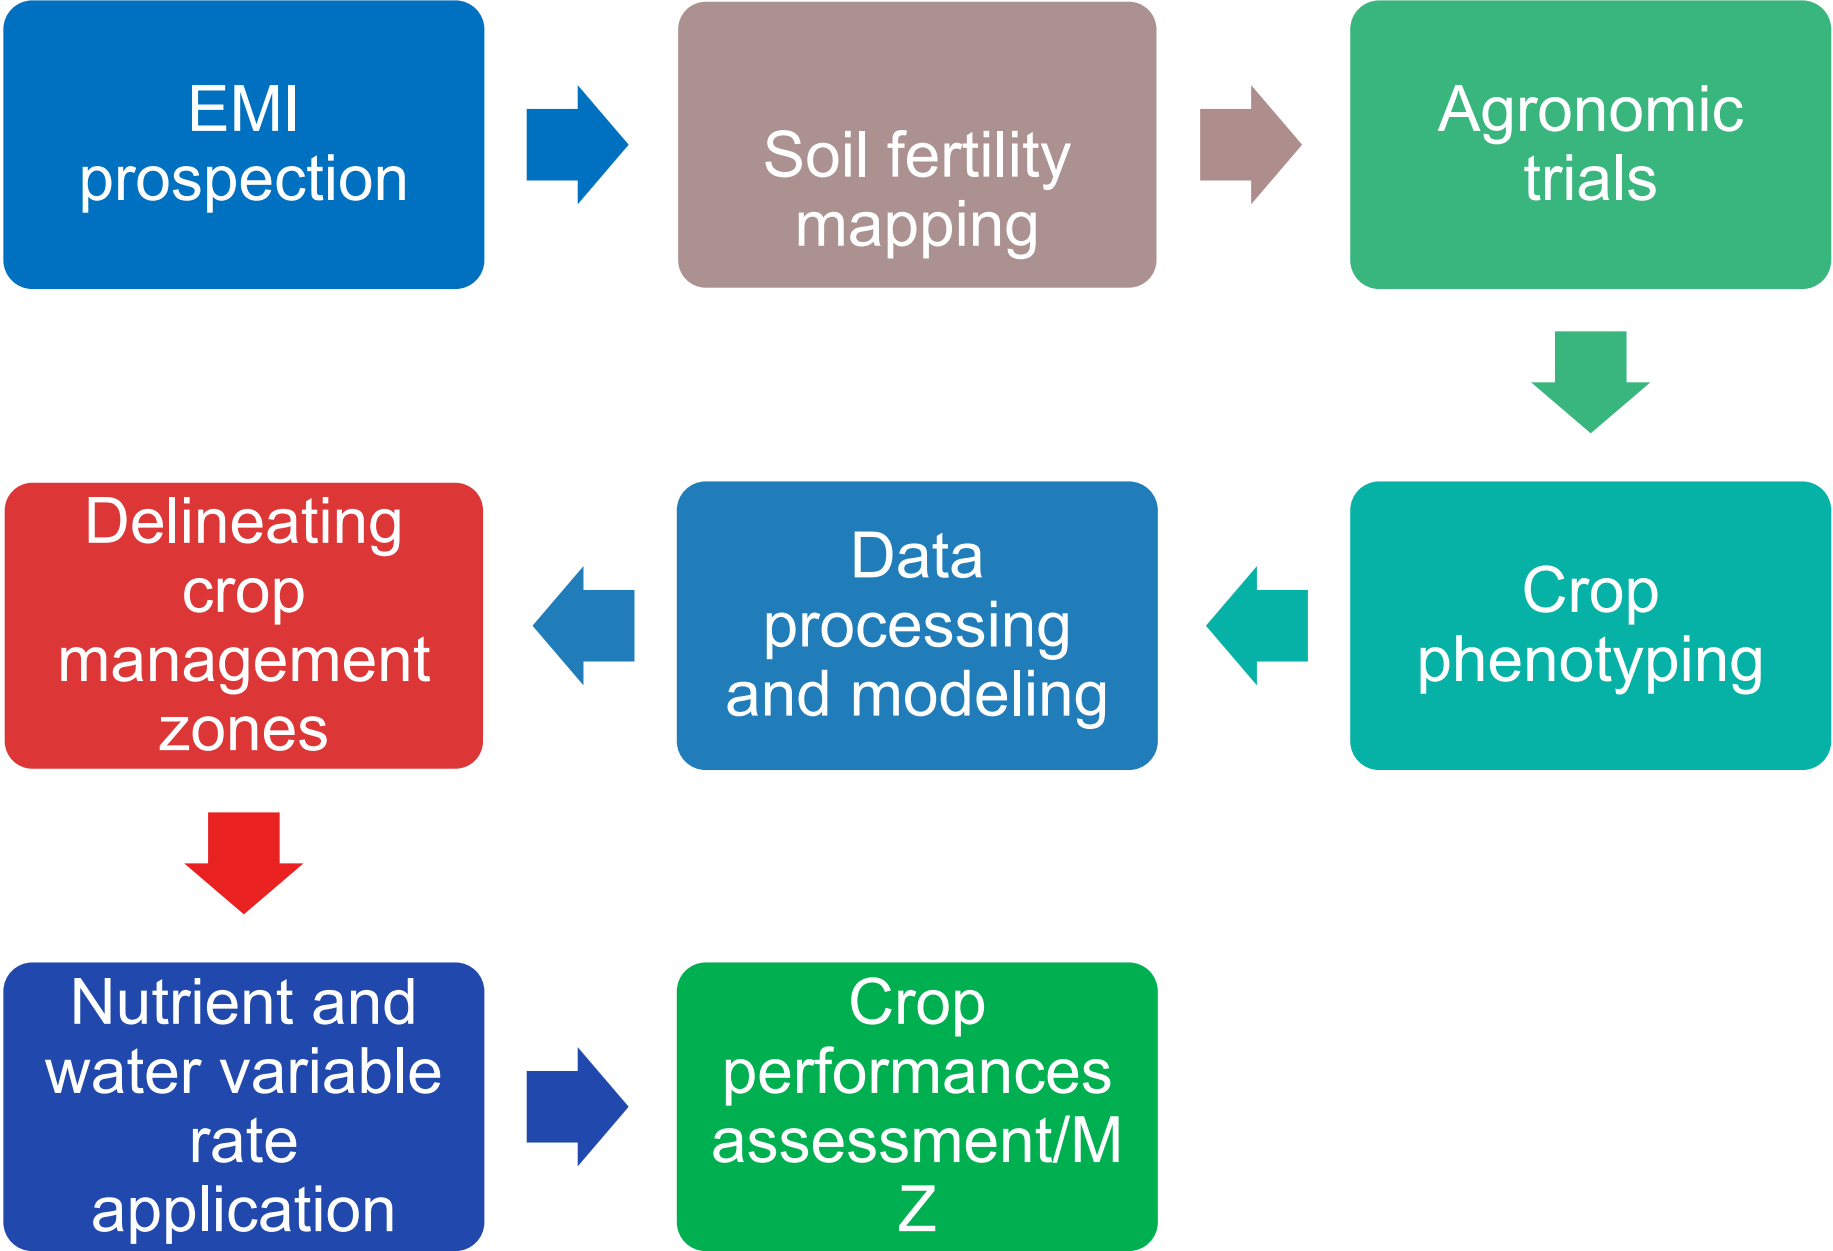 EMI
prospection
Soil fertility
mapping
Agronomic
trials
Crop
phenotyping
Data
processing
and modeling
Delineating
crop
management
zones
Nutrient and
water variable
rate
application
Crop
performances
assessment/M
Z